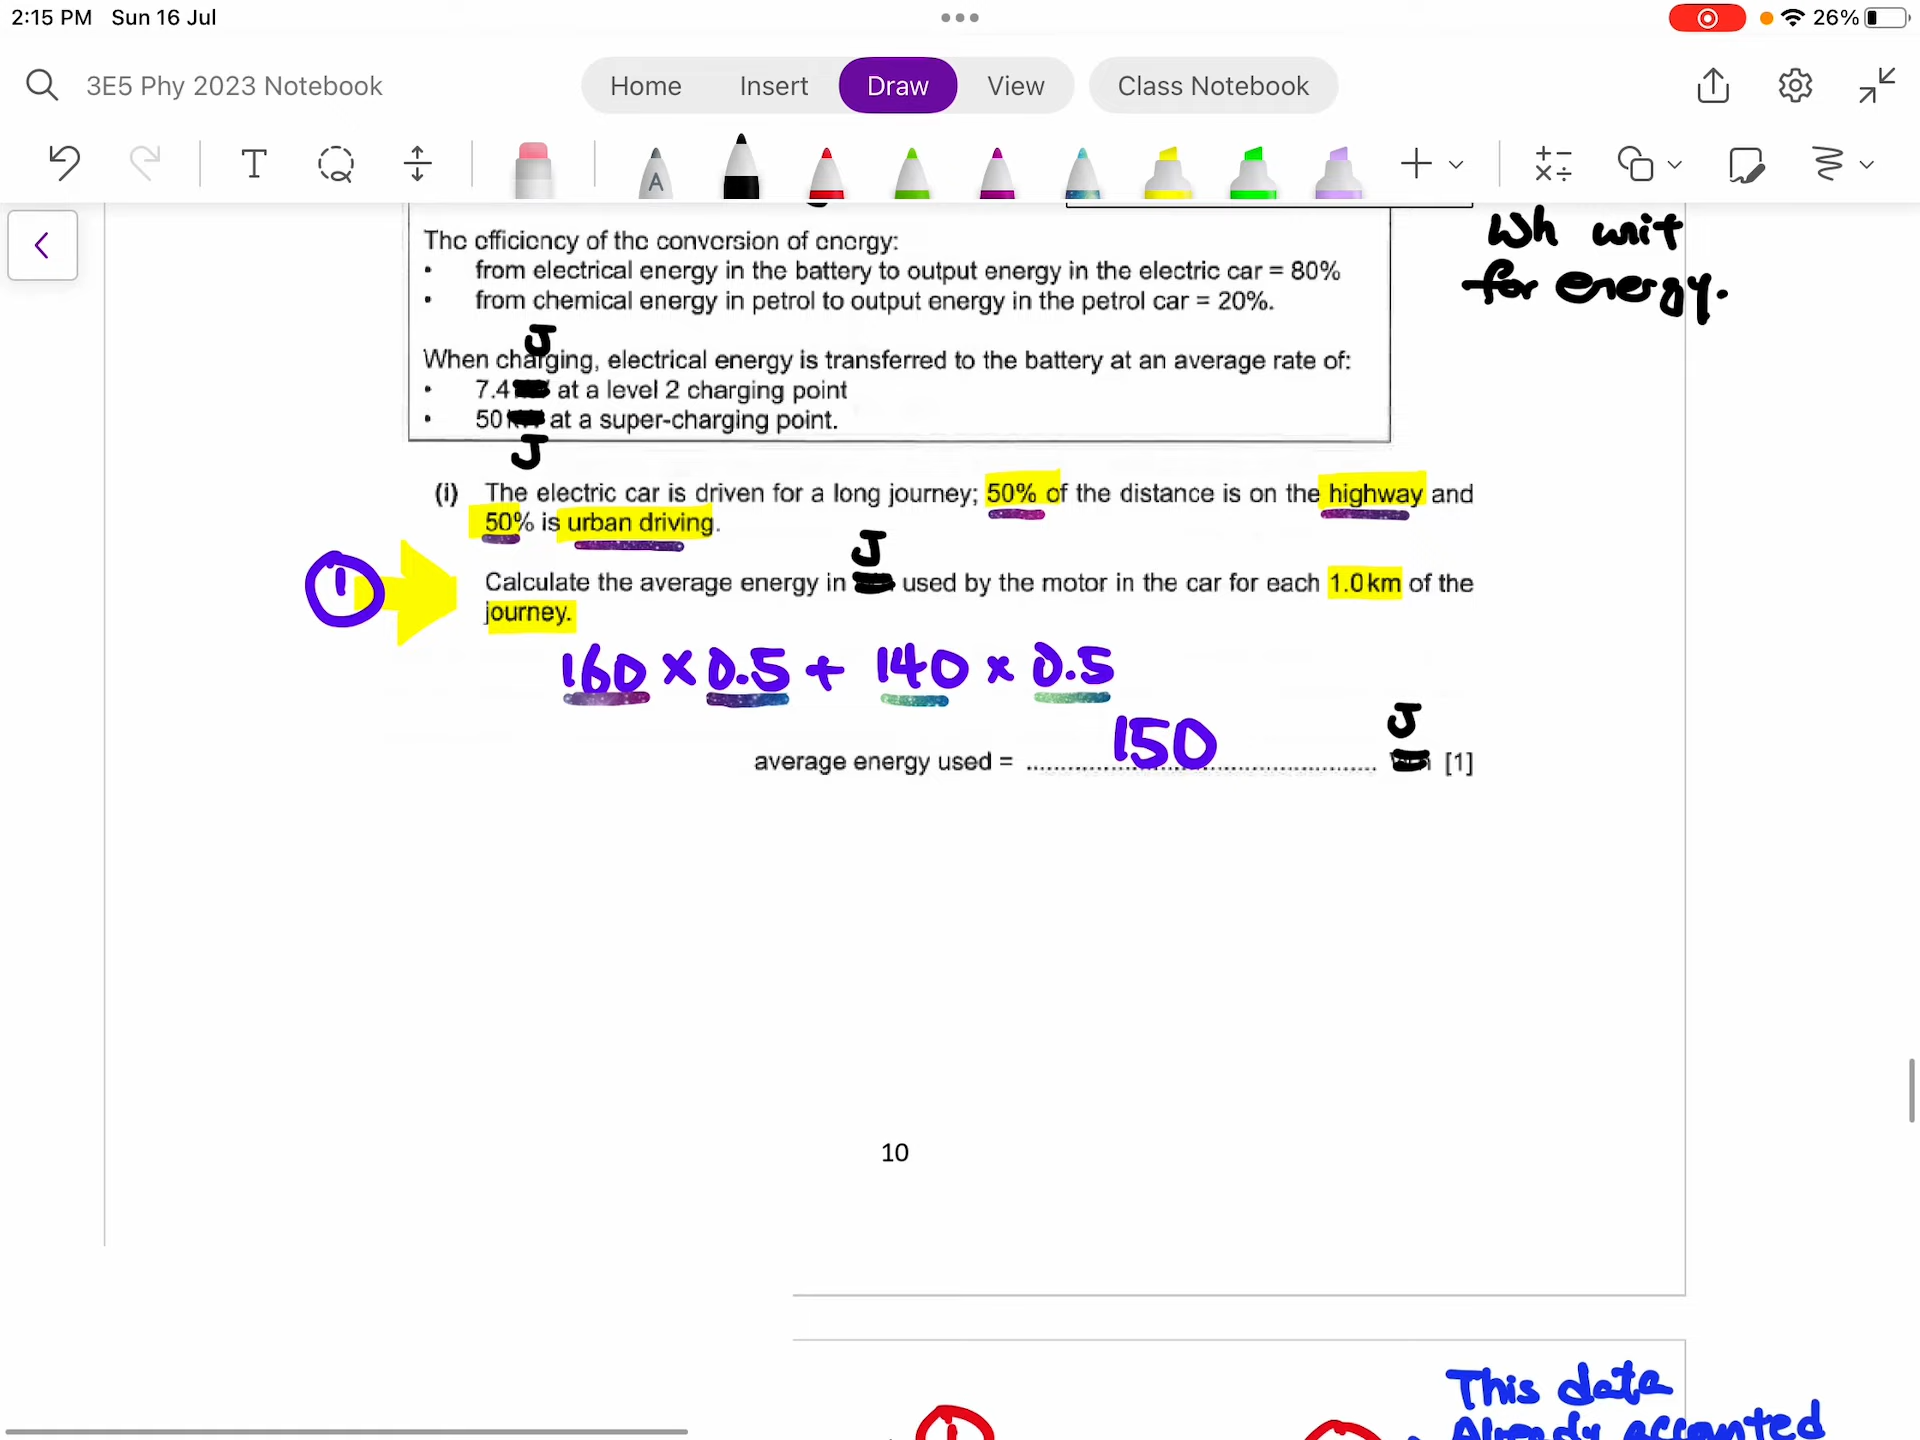 2:15 PM Sun 16 Jul
26%
3E5 Phy 2023 Notebook
Home
Insert
Draw
View
Class Notebook
T
A
Wh unit
for energy.
The efficiency of the conversion of energy:
• from electrical energy in the battery to output energy in the electric car = 80%
• from chemical energy in petrol to output energy in the petrol car = 20%.
J
When charging, electrical energy is transferred to the battery at an average rate of:
• 7.4 at a level 2 charging point
• 50 at a super-charging point.
J
(i) The electric car is driven for a long journey; 50% of the distance is on the highway and
50% is urban driving.
J
1
Calculate the average energy in used by the motor in the car for each 1.0 km of the
journey.
160 × 0.5 + 140 × 0.5
J
150
average energy used = [1]
10
This data
Already accounted
1